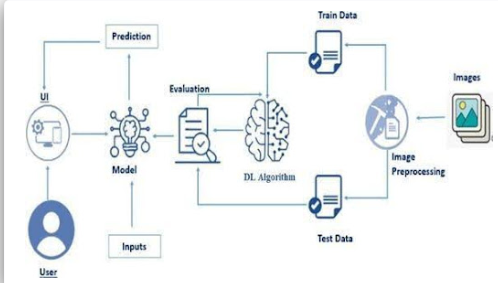 Train Data
Prediction
Images
UI
Evaluation
Model
DL Algorithm
Image
Preprocessing
Inputs
Test Data
User